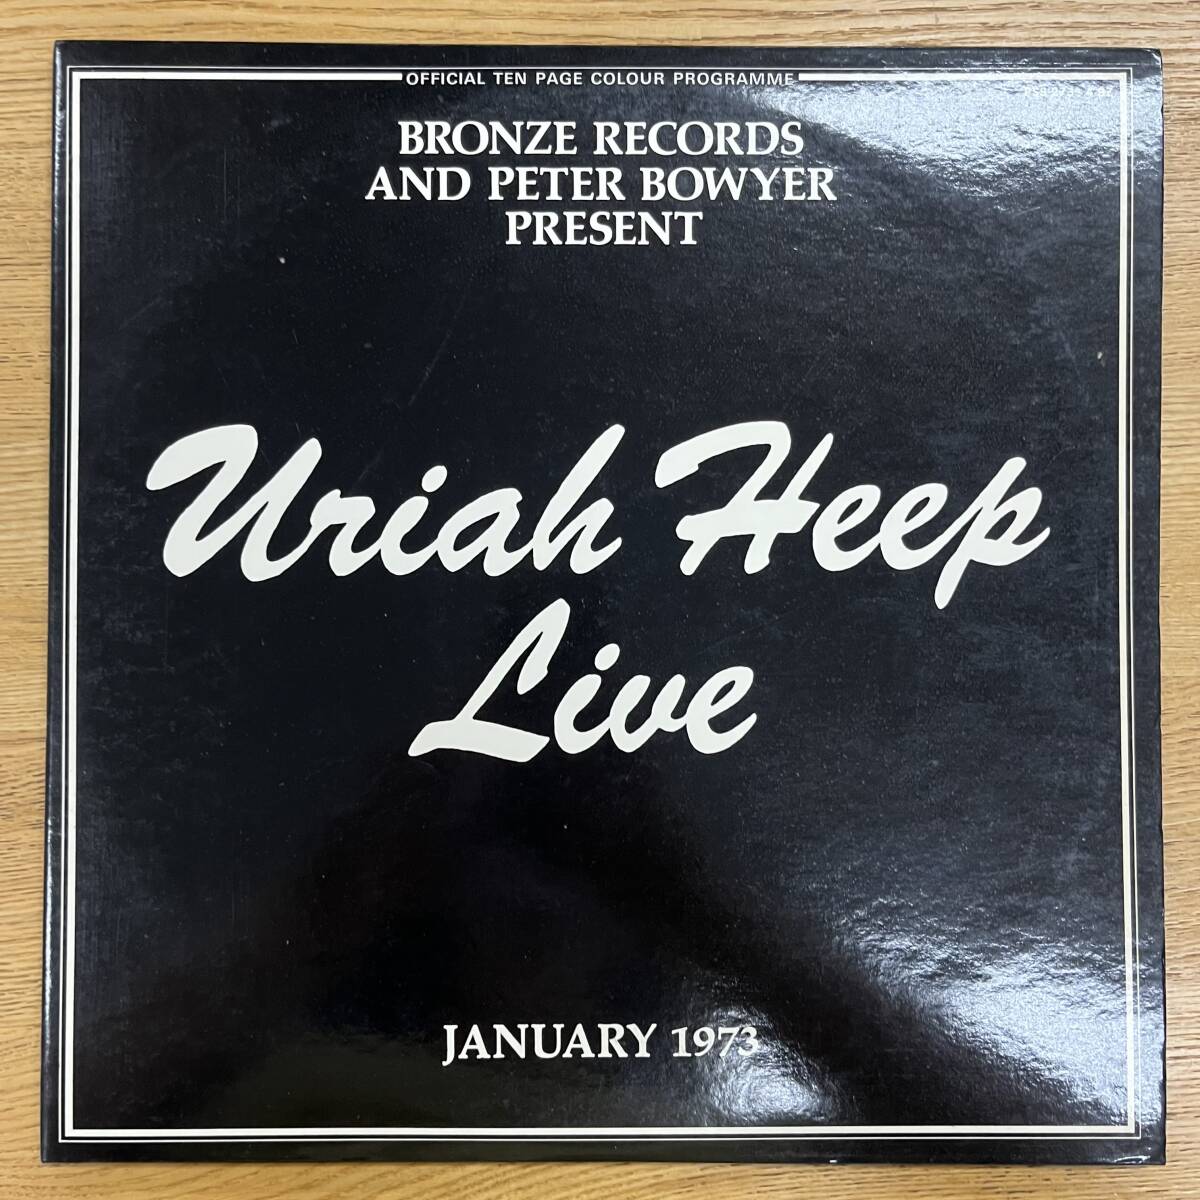 OFFICIAL TEN PAGE COLOUR PROGRAMME
BRONZE RECORDS
AND PETER BOWYER
PRESENT
Uriah Heep
Live
JANUARY 1973